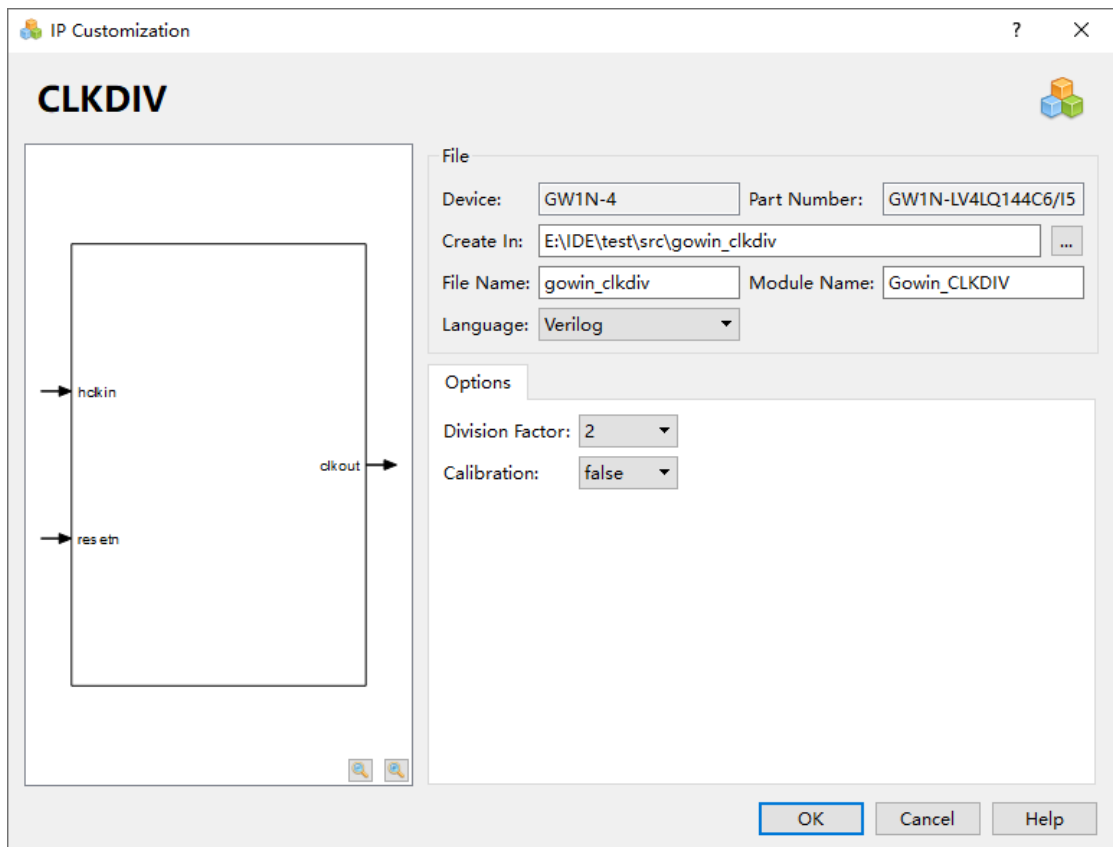 IP Customization ?
CLKDIV
hclkin
clkout
resetn
File
Device: GW1N-4 Part Number: GW1N-LV4LQ144C6/I5
Create In: E:\IDE\test\src\gowin_clkdiv ...
File Name: gowin_clkdiv Module Name: Gowin_CLKDIV
Language: Verilog
Options
Division Factor: 2
Calibration: false
OK Cancel Help